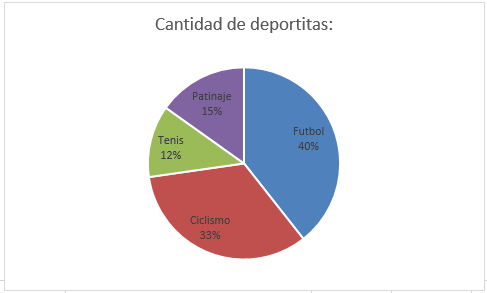 Cantidad de deportitas:
Patinaje
15%
Futbol
40%
Tenis
12%
Ciclismo
33%